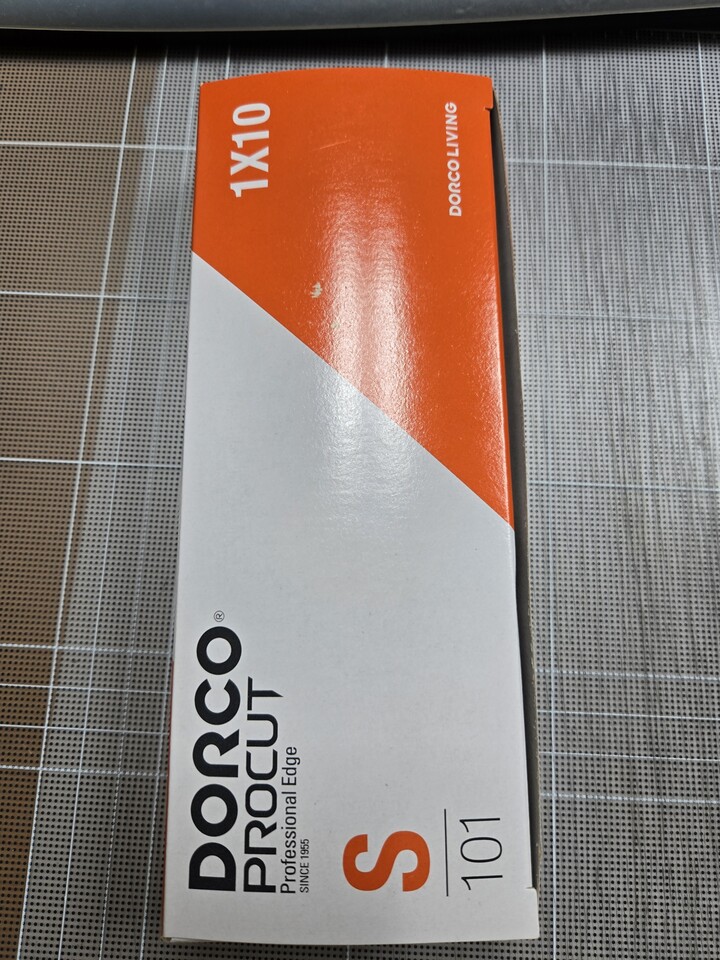 DORCO®
PROCUT
Professional Edge
SINCE 1955
S
101
1X10
DORCO LIVING